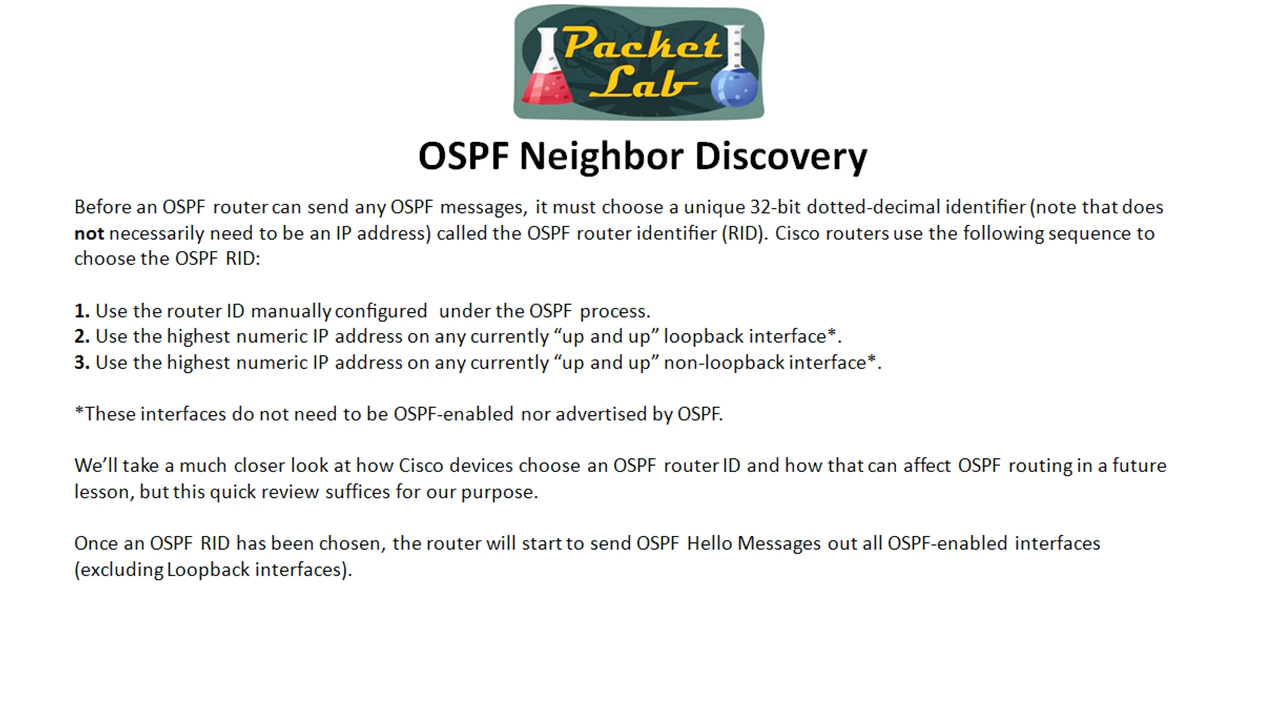 Packet
Lab
OSPF Neighbor Discovery
Before an OSPF router can send any OSPF messages, it must choose a unique 32-bit dotted-decimal identifier (note that does
not necessarily need to be an IP address) called the OSPF router identifier (RID). Cisco routers use the following sequence to
choose the OSPF RID:
1. Use the router ID manually configured under the OSPF process.
2. Use the highest numeric IP address on any currently “up and up” loopback interface*.
3. Use the highest numeric IP address on any currently “up and up” non-loopback interface*.
*These interfaces do not need to be OSPF-enabled nor advertised by OSPF.
We’ll take a much closer look at how Cisco devices choose an OSPF router ID and how that can affect OSPF routing in a future
lesson, but this quick review suffices for our purpose.
Once an OSPF RID has been chosen, the router will start to send OSPF Hello Messages out all OSPF-enabled interfaces
(excluding Loopback interfaces).